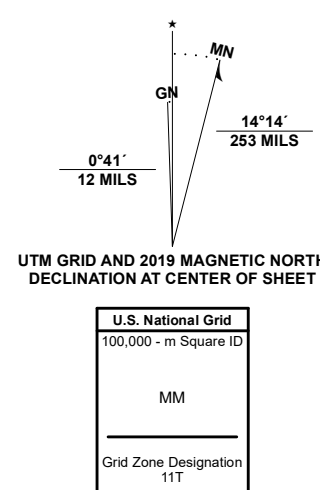 ★
MN
GN
14°14´
253 MILS
0°41´
12 MILS
UTM GRID AND 2019 MAGNETIC NORTH
DECLINATION AT CENTER OF SHEET
U.S. National Grid
100,000 - m Square ID
MM
Grid Zone Designation
11T